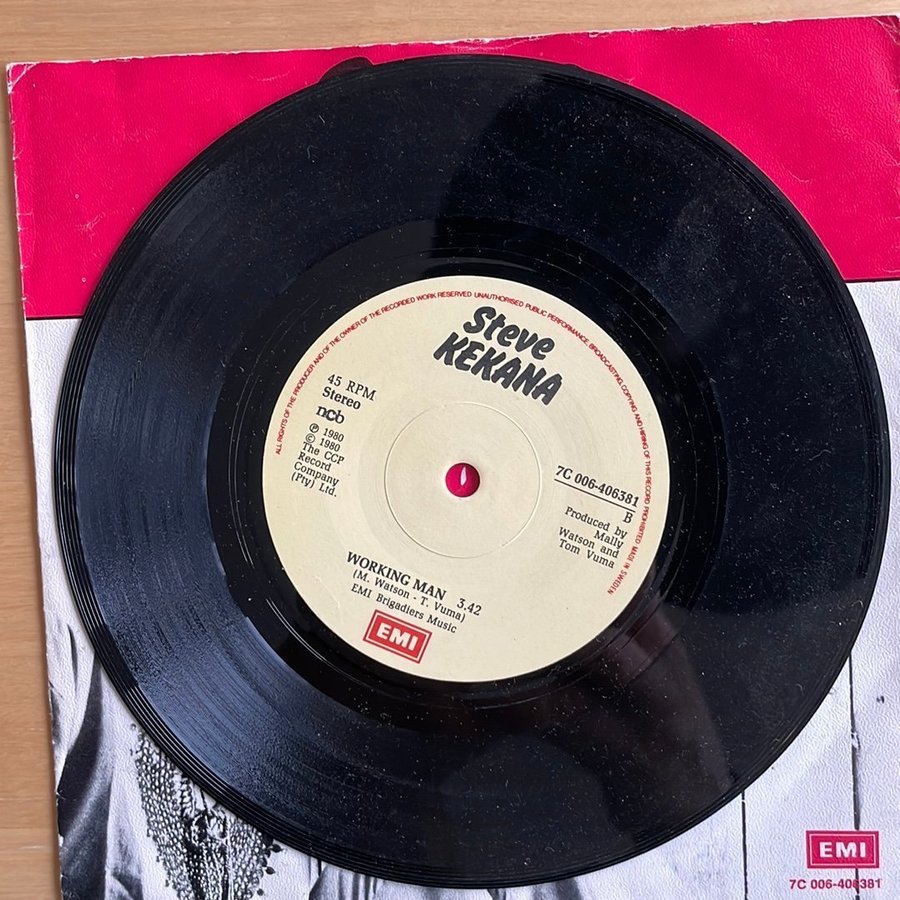 ALL RIGHTS OF THE PRODUCER AND OF THE OWNER OF THE RECORDED WORK RESERVED UNAUTHORISED PUBLIC PERFORMANCE, BROADCASTING, COPYING AND HIRING OF THIS RECORD PROHIBITED MADE IN SWEDEN
Steve
KEKANA
45 RPM
Stereo
ncb
℗ 1980
© 1980
The CCP
Record
Company
(Pty) Ltd.
7C 006-406381
B
Produced by
Mally
Watson and
Tom Vuma
WORKING MAN 3.42
(M. Watson - T. Vuma)
EMI Brigadiers Music
EMI
EMI
7C 006-406381